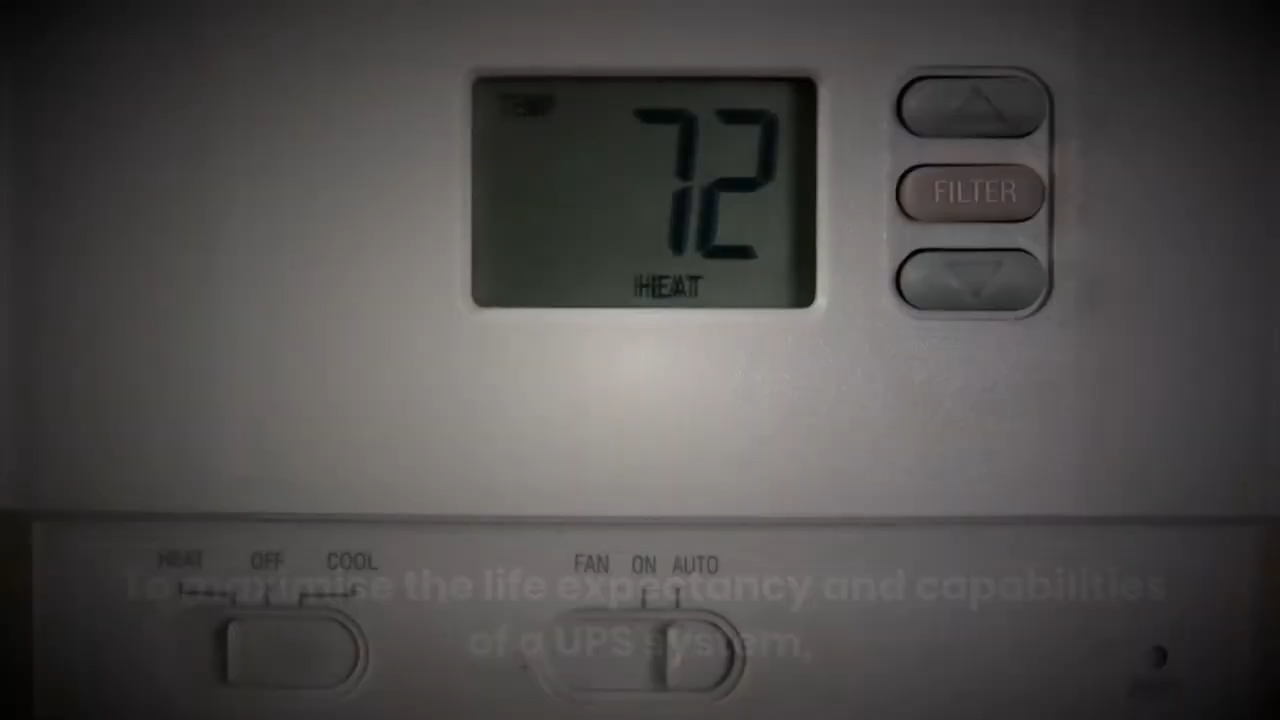 TEMP
72
HEAT
FILTER
HEAT OFF COOL
FAN ON AUTO
To maximise the life expectancy and capabilities
of a UPS system,